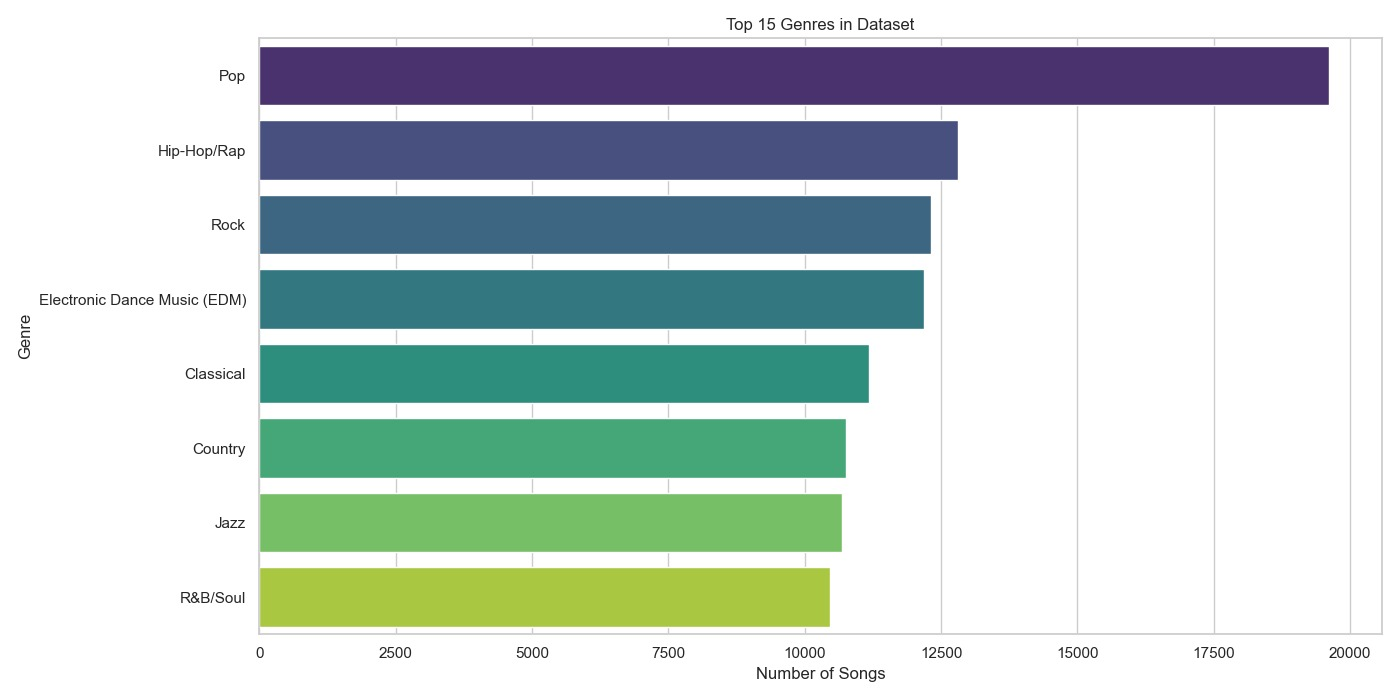 Top 15 Genres in Dataset
Genre
Pop
Hip-Hop/Rap
Rock
Electronic Dance Music (EDM)
Classical
Country
Jazz
R&B/Soul
0 2500 5000 7500 10000 12500 15000 17500 20000
Number of Songs